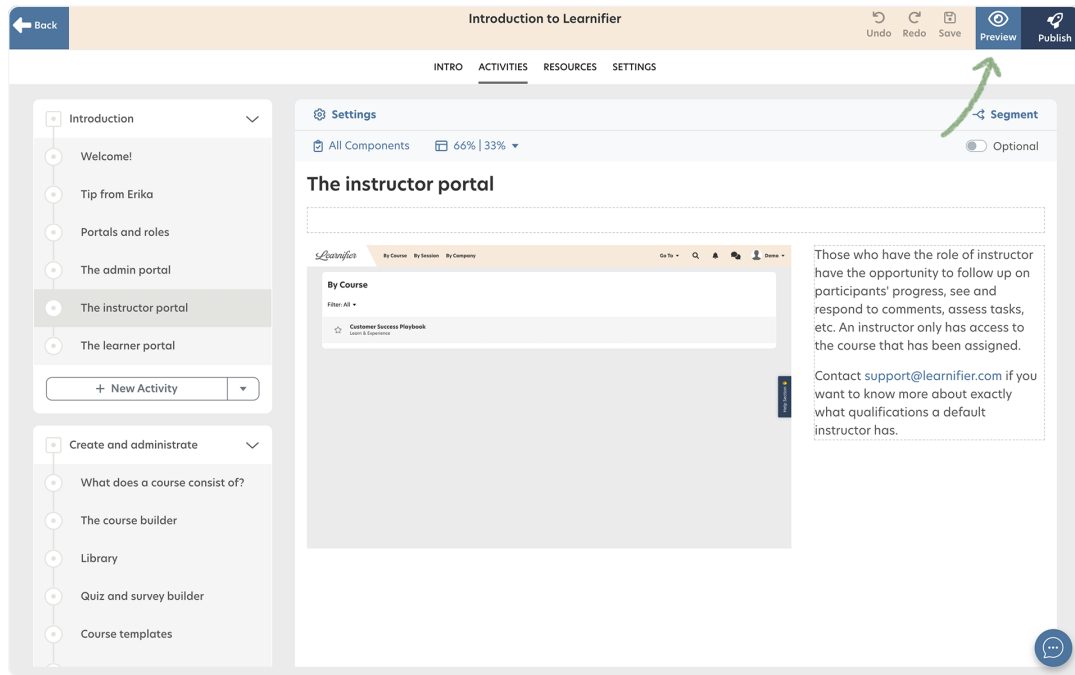 Back
Introduction to Learnifier
Undo
Redo
Save
Preview
Publish
INTRO
ACTIVITIES
RESOURCES
SETTINGS
Introduction
Welcome!
Tip from Erika
Portals and roles
The admin portal
The instructor portal
The learner portal
+ New Activity
Create and administrate
What does a course consist of?
The course builder
Library
Quiz and survey builder
Course templates
Settings
Segment
All Components
66% | 33%
Optional
The instructor portal
Learnifier
By Course
By Session
By Company
Go To
Demo
By Course
Filter: All
Customer Success Playbook
Learn & Experience
Help Section
Those who have the role of instructor
have the opportunity to follow up on
participants' progress, see and
respond to comments, assess tasks,
etc. An instructor only has access to
the course that has been assigned.
Contact support@learnifier.com if you
want to know more about exactly
what qualifications a default
instructor has.